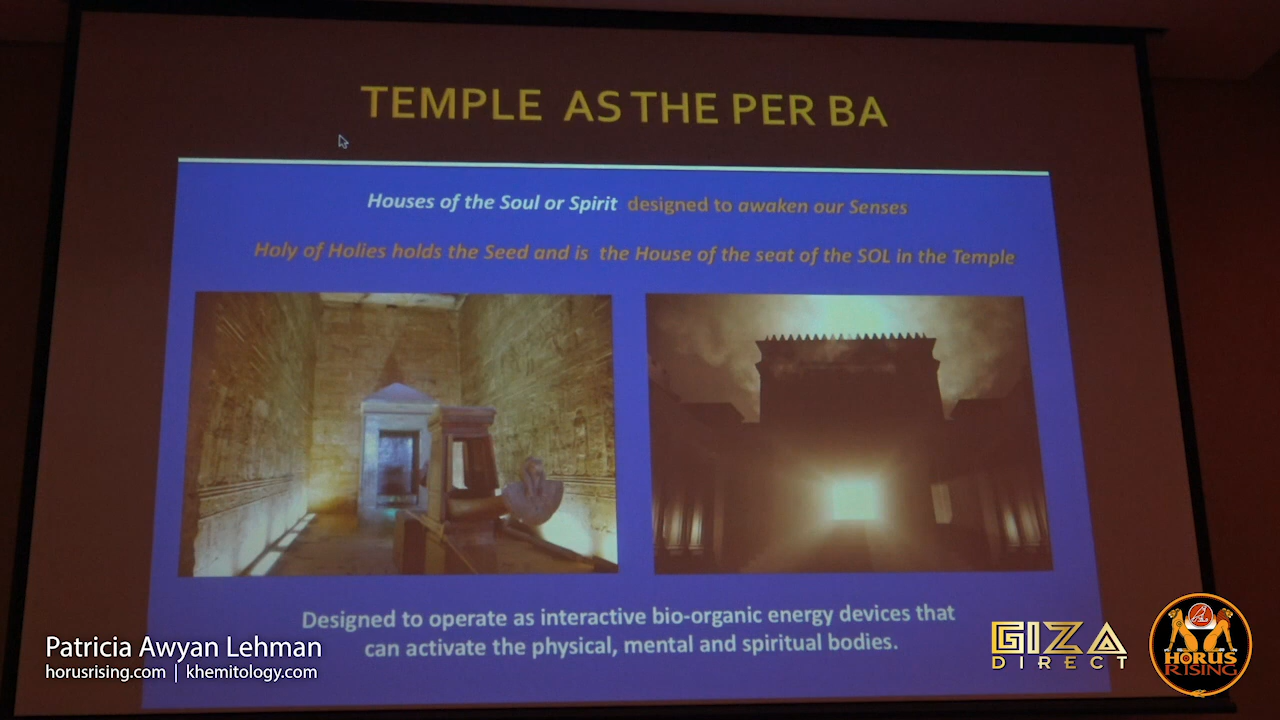 TEMPLE AS THE PER BA
Houses of the Soul or Spirit designed to awaken our Senses
Holy of Holies holds the Seed and is the House of the seat of the SOL in the Temple
Designed to operate as interactive bio-organic energy devices that
can activate the physical, mental and spiritual bodies.
Patricia Awyan Lehman
horusrising.com | khemitology.com
GIZA
DIRECT
HORUS
RISING